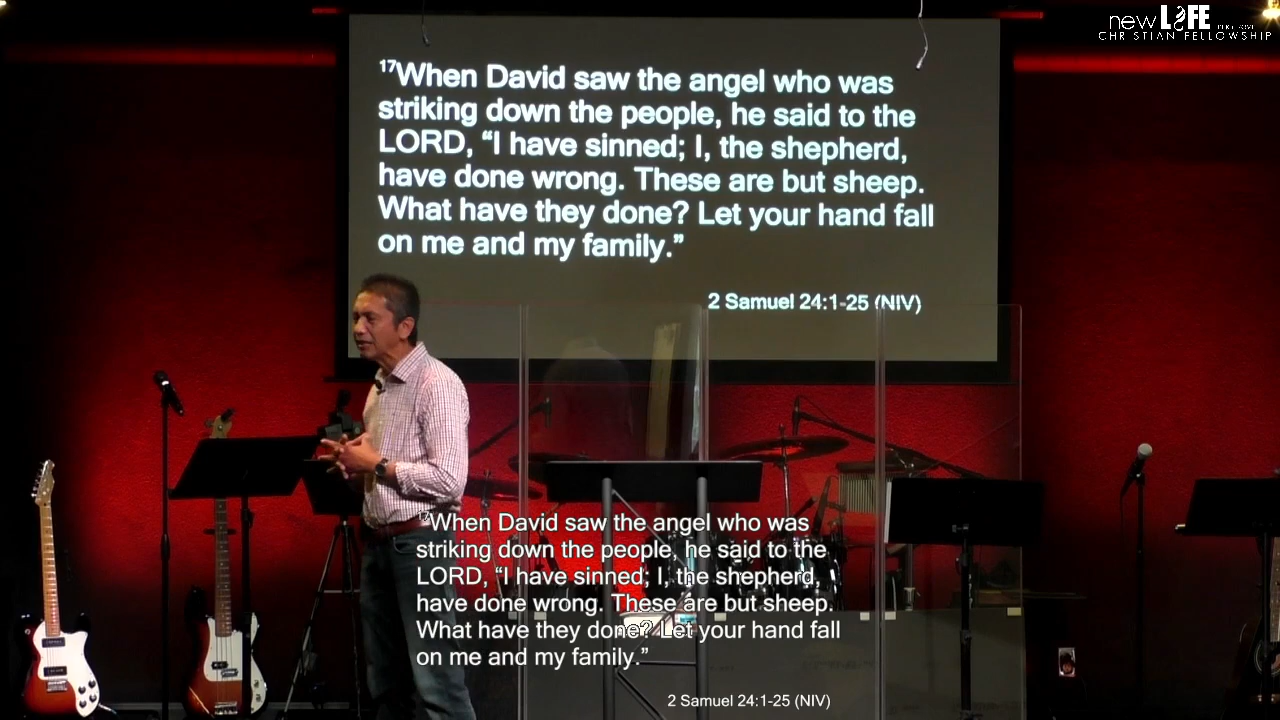 new LIFE
CHRISTIAN FELLOWSHIP
17When David saw the angel who was
striking down the people, he said to the
LORD, “I have sinned; I, the shepherd,
have done wrong. These are but sheep.
What have they done? Let your hand fall
on me and my family.”
2 Samuel 24:1-25 (NIV)
17When David saw the angel who was
striking down the people, he said to the
LORD, “I have sinned; I, the shepherd,
have done wrong. These are but sheep.
What have they done? Let your hand fall
on me and my family.”
2 Samuel 24:1-25 (NIV)